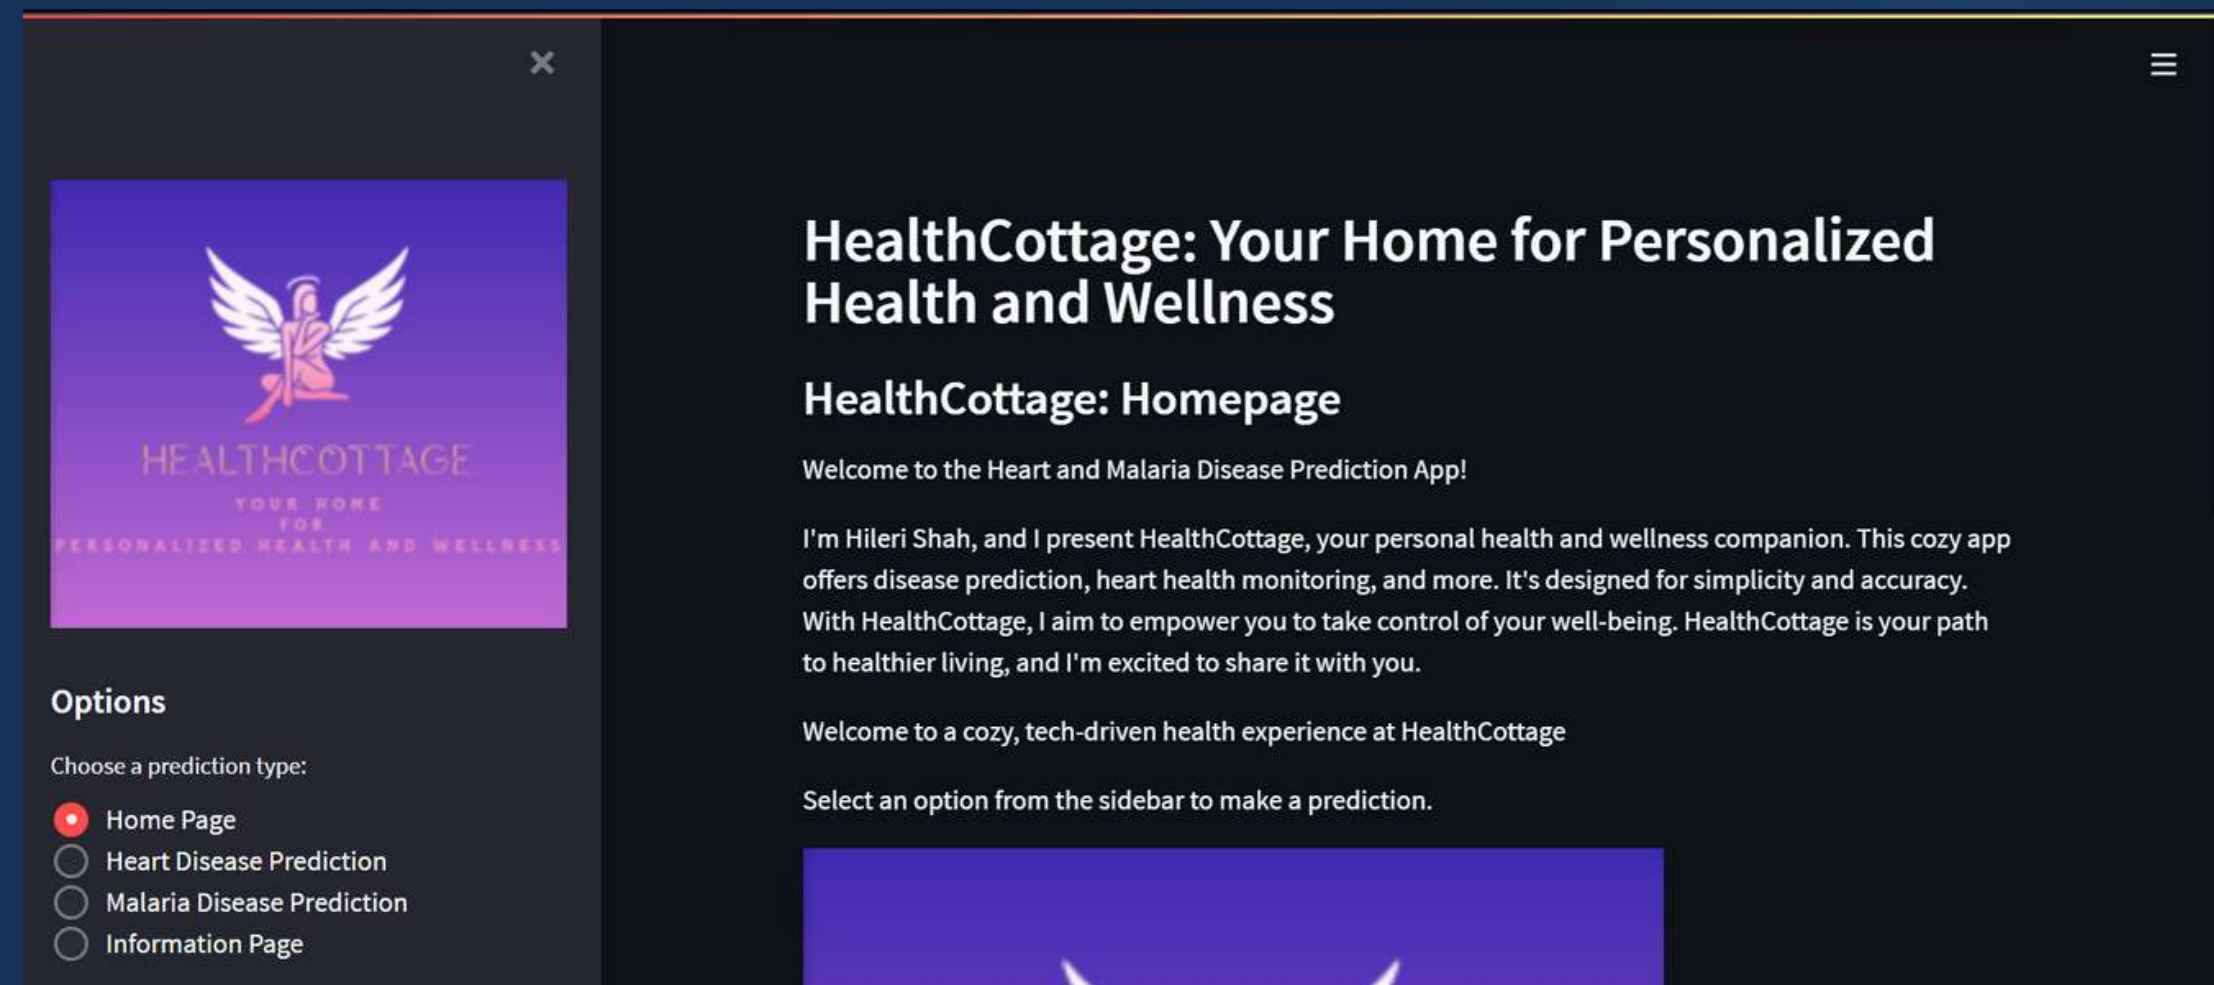 HEALTHCOTTAGE
YOUR HOME
FOR
PERSONALIZED HEALTH AND WELLNESS
Options
Choose a prediction type:
Home Page
Heart Disease Prediction
Malaria Disease Prediction
Information Page
HealthCottage: Your Home for Personalized
Health and Wellness
HealthCottage: Homepage
Welcome to the Heart and Malaria Disease Prediction App!
I'm Hileri Shah, and I present HealthCottage, your personal health and wellness companion. This cozy app
offers disease prediction, heart health monitoring, and more. It's designed for simplicity and accuracy.
With HealthCottage, I aim to empower you to take control of your well-being. HealthCottage is your path
to healthier living, and I'm excited to share it with you.
Welcome to a cozy, tech-driven health experience at HealthCottage
Select an option from the sidebar to make a prediction.